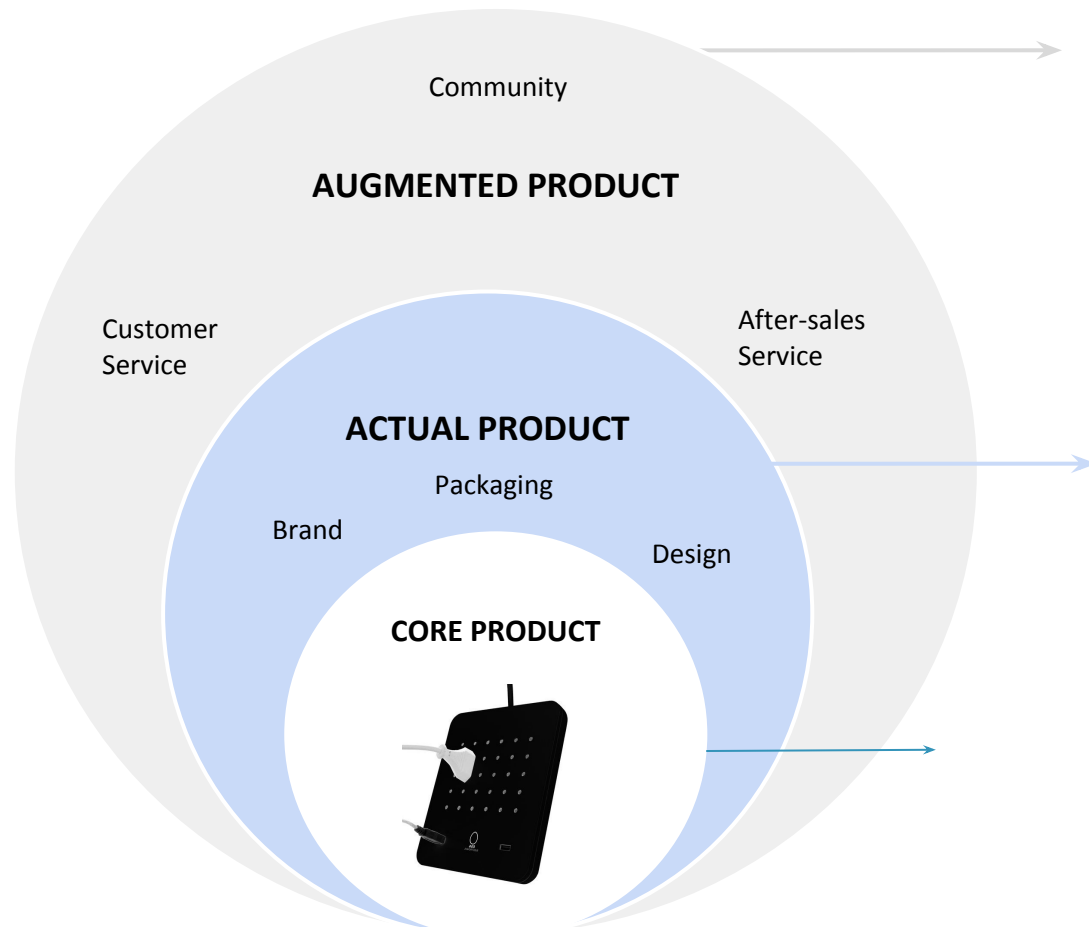 Community
AUGMENTED PRODUCT
Customer
Service
After-sales
Service
ACTUAL PRODUCT
Packaging
Brand
Design
CORE PRODUCT